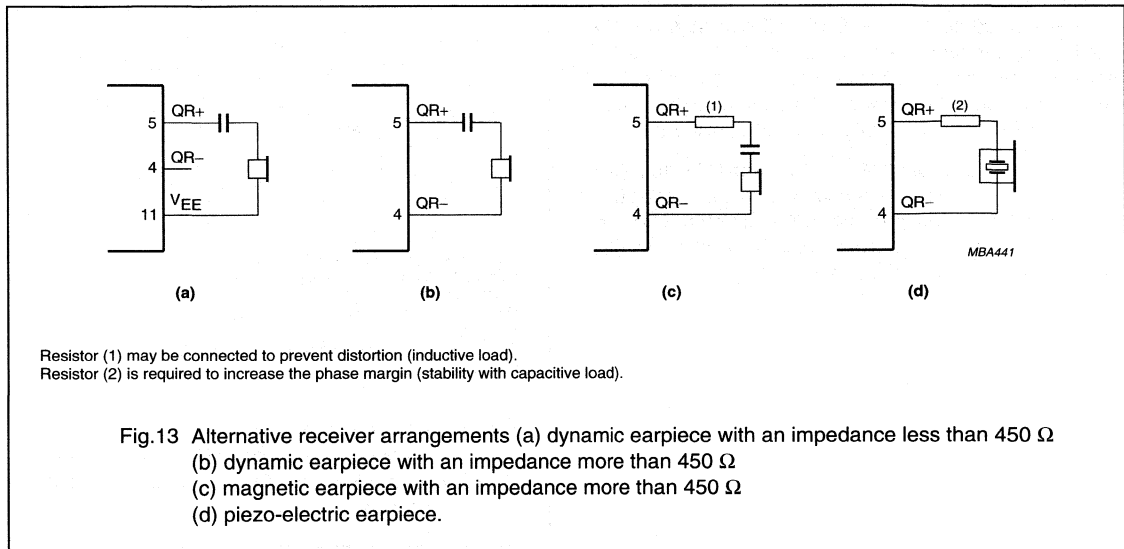 QR+
5
QR−
4
VEE
11
(a)
QR+
5
QR−
4
(b)
QR+ (1)
5
QR−
4
(c)
QR+ (2)
5
QR−
4
MBA441
(d)
Resistor (1) may be connected to prevent distortion (inductive load).
Resistor (2) is required to increase the phase margin (stability with capacitive load).
Fig.13 Alternative receiver arrangements (a) dynamic earpiece with an impedance less than 450 Ω
(b) dynamic earpiece with an impedance more than 450 Ω
(c) magnetic earpiece with an impedance more than 450 Ω
(d) piezo-electric earpiece.